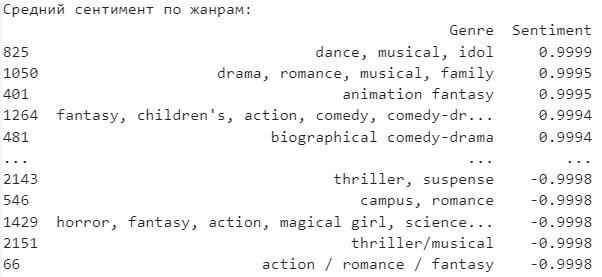 Средний сентимент по жанрам:
Genre Sentiment
825 dance, musical, idol 0.9999
1050 drama, romance, musical, family 0.9995
401 animation fantasy 0.9995
1264 fantasy, children's, action, comedy, comedy-dr... 0.9994
481 biographical comedy-drama 0.9994
... ... ...
2143 thriller, suspense -0.9998
546 campus, romance -0.9998
1429 horror, fantasy, action, magical girl, science... -0.9998
2151 thriller/musical -0.9998
66 action / romance / fantasy -0.9998